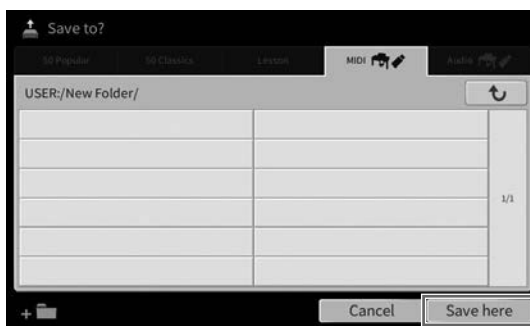 Save to?
50 Popular 50 Classics Lesson MIDI Audio
USER:/New Folder/
1/1
+ Cancel Save here